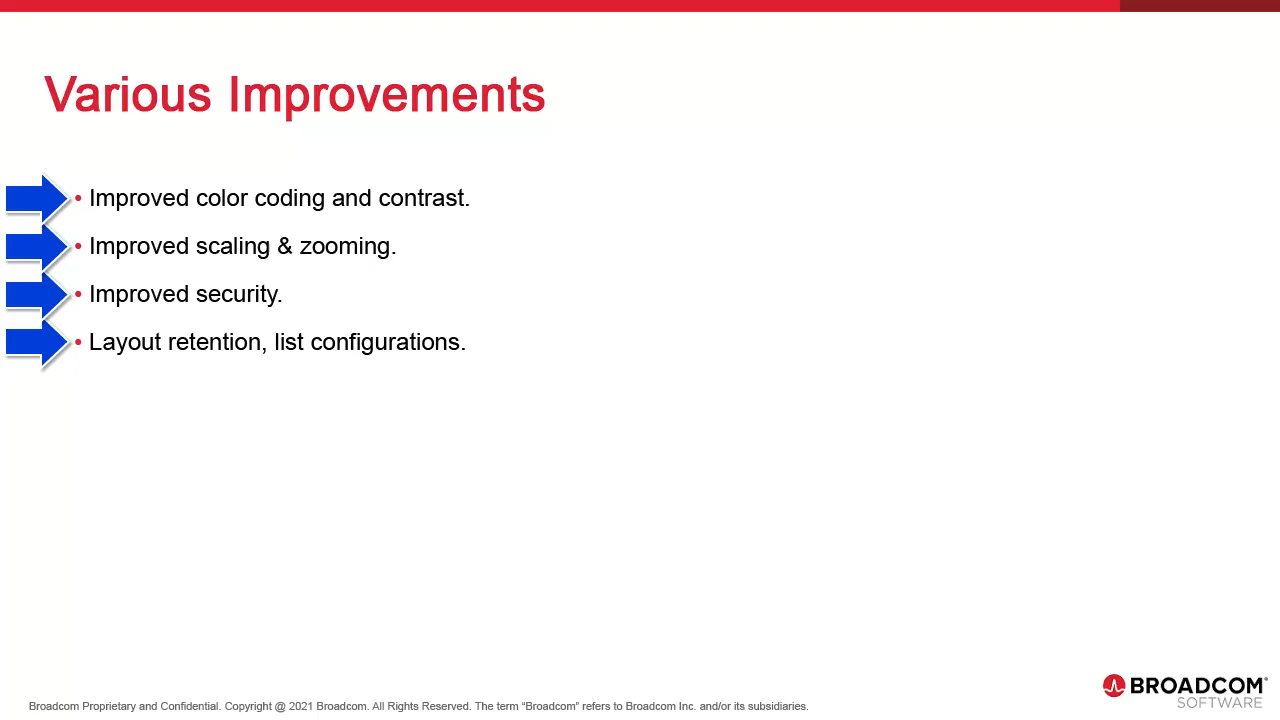 Various Improvements
• Improved color coding and contrast.
• Improved scaling & zooming.
• Improved security.
• Layout retention, list configurations.
BROADCOM®
SOFTWARE
Broadcom Proprietary and Confidential. Copyright @ 2021 Broadcom. All Rights Reserved. The term “Broadcom” refers to Broadcom Inc. and/or its subsidiaries.